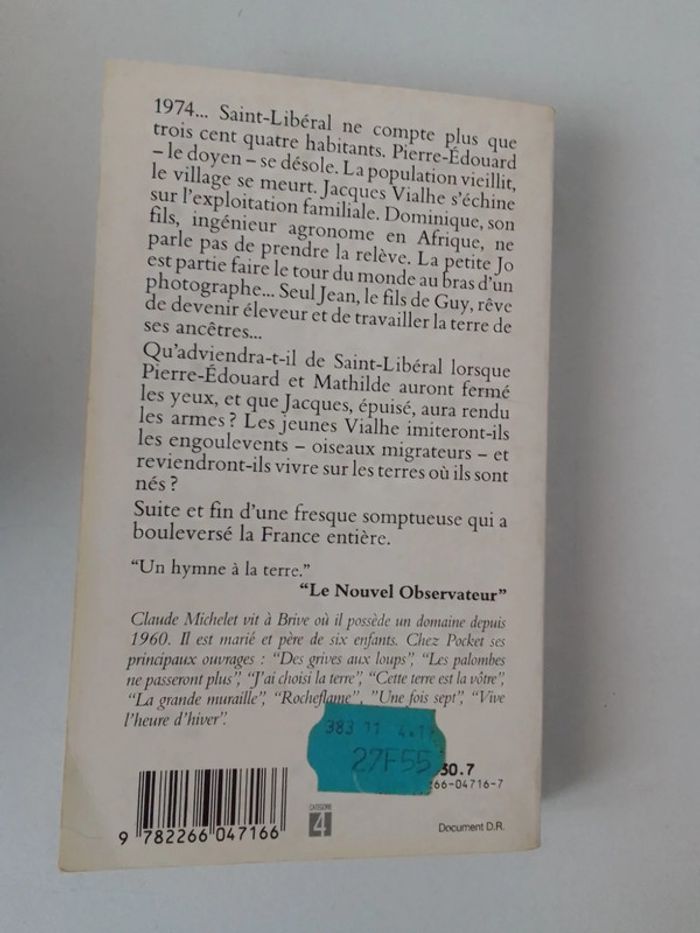 1974... Saint-Libéral ne compte plus que
trois cent quatre habitants. Pierre-Édouard
– le doyen – se désole. La population vieillit,
le village se meurt. Jacques Vialhe s'échine
sur l'exploitation familiale. Dominique, son
fils, ingénieur agronome en Afrique, ne
parle pas de prendre la relève. La petite Jo
est partie faire le tour du monde au bras d'un
photographe... Seul Jean, le fils de Guy, rêve
de devenir éleveur et de travailler la terre de
ses ancêtres...
Qu'adviendra-t-il de Saint-Libéral lorsque
Pierre-Édouard et Mathilde auront fermé
les yeux, et que Jacques, épuisé, aura rendu
les armes ? Les jeunes Vialhe imiteront-ils
les engoulevents – oiseaux migrateurs – et
reviendront-ils vivre sur les terres où ils sont
nés ?
Suite et fin d'une fresque somptueuse qui a
bouleversé la France entière.
"Un hymne à la terre."
"Le Nouvel Observateur"
Claude Michelet vit à Brive où il possède un domaine depuis
1960. Il est marié et père de six enfants. Chez Pocket ses
principaux ouvrages : "Des grives aux loups", "Les palombes
ne passeront plus", "J'ai choisi la terre", "Cette terre est la vôtre",
"La grande muraille", "Rocheflame", "Une fois sept", "Vive
l'heure d'hiver".
383 11
27F55
30.7
66-04716-7
9 782266 047166
CATÉGORIE
4
Document D.R.